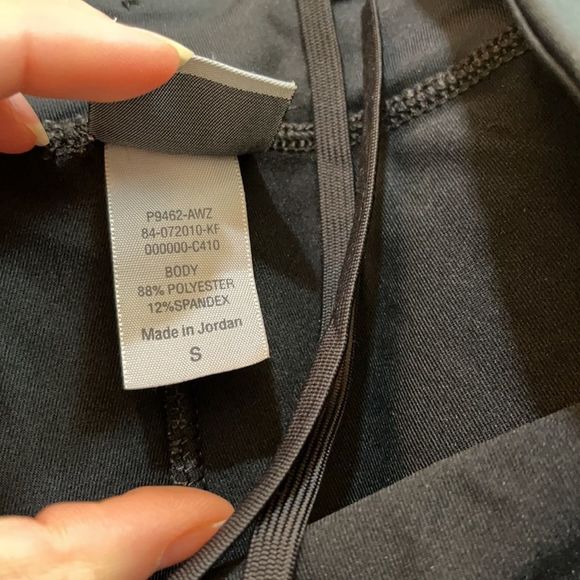 P9462-AWZ
84-072010-KF
000000-C410
BODY
88% POLYESTER
12%SPANDEX
Made in Jordan
S